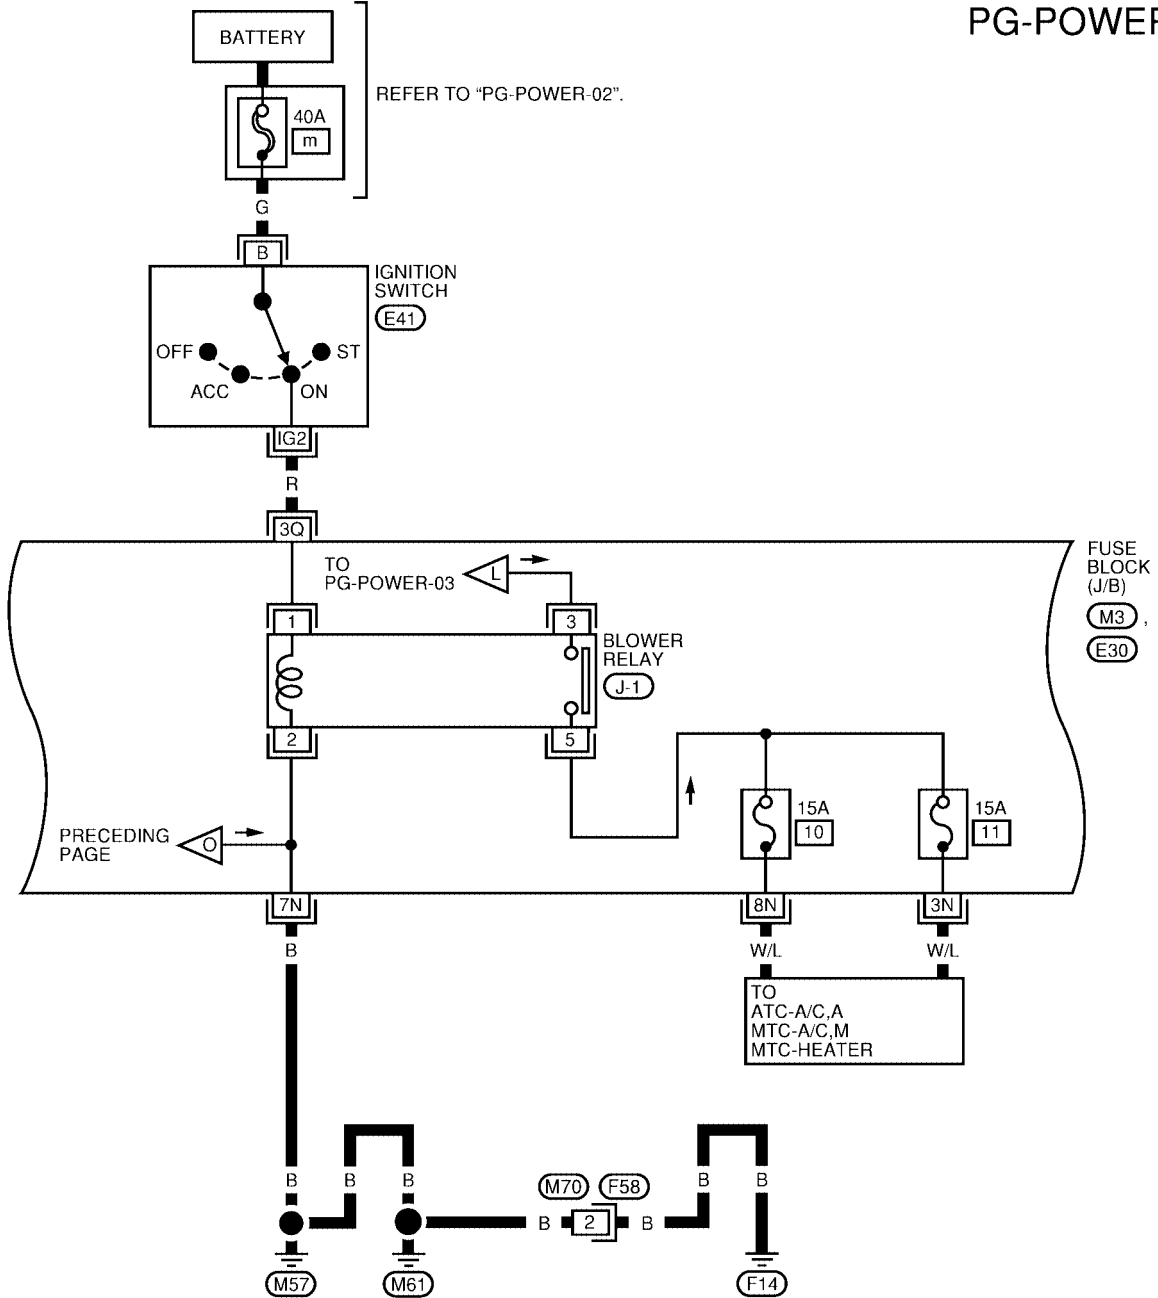 PG-POWER
BATTERY
REFER TO “PG-POWER-02”.
40A
m
G
B
IGNITION
SWITCH
E41
OFF
ST
ACC
ON
IG2
R
3Q
TO
PG-POWER-03
L
FUSE
BLOCK
(J/B)
M3 ,
E30
1
3
BLOWER
RELAY
J-1
2
5
15A
10
15A
11
PRECEDING
PAGE
O
7N
8N
3N
B
W/L
W/L
TO
ATC-A/C,A
MTC-A/C,M
MTC-HEATER
B
B
B
M70
F58
B
B
B
2
B
M57
M61
F14